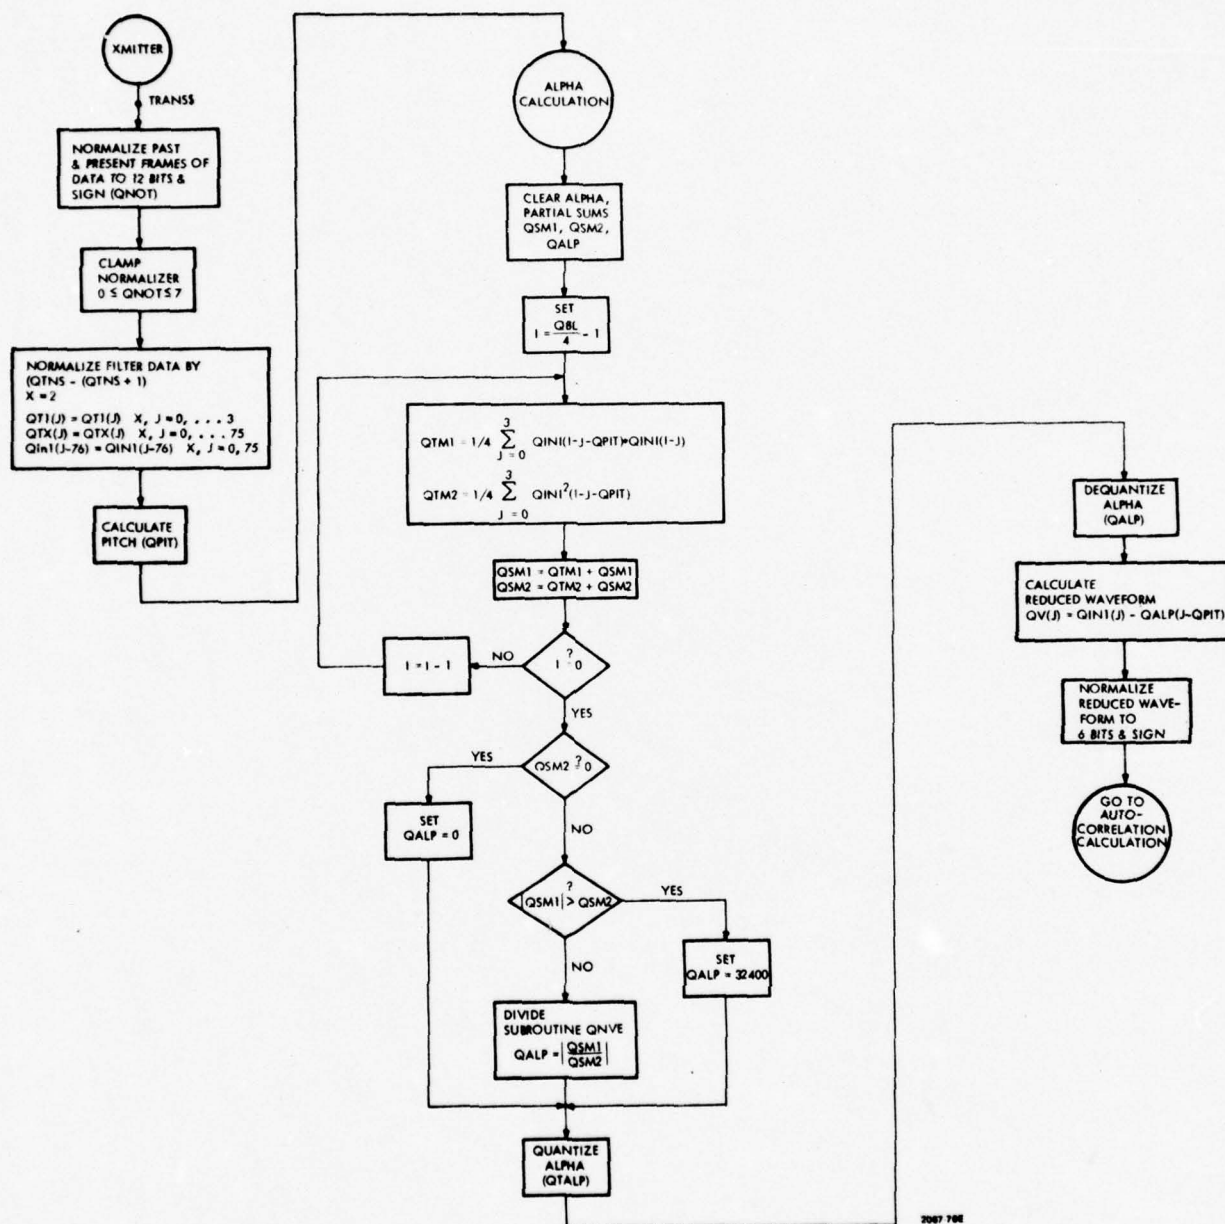 XMITTER
TRANS$
NORMALIZE PAST
& PRESENT FRAMES OF
DATA TO 12 BITS &
SIGN (QNOT)
CLAMP
NORMALIZER
0 ≤ QNOT ≤ 7
NORMALIZE FILTER DATA BY
(QTNS - (QTNS + 1)
X = 2
QT1(J) = QT1(J) X, J = 0, . . . 3
QTX(J) = QTX(J) X, J = 0, . . . 75
QIn1(J-76) = QIN1(J-76) X, J = 0, 75
CALCULATE
PITCH (QPIT)
ALPHA
CALCULATION
CLEAR ALPHA,
PARTIAL SUMS
QSM1, QSM2,
QALP
SET
I = QBL/4 - 1
QTM1 = 1/4 3 Σ J = 0 QIN1(I-J-QPIT)*QIN1(I-J)
QTM2 = 1/4 3 Σ J = 0 QIN1²(I-J-QPIT)
QSM1 = QTM1 + QSM1
QSM2 = QTM2 + QSM2
?
I = 0
NO
I = I - 1
YES
YES
?
QSM2 = 0
SET
QALP = 0
NO
?
|QSM1| > QSM2
YES
SET
QALP = 32400
NO
DIVIDE
SUBROUTINE QNVE
QALP = |QSM1/QSM2|
QUANTIZE
ALPHA
(QTALP)
DEQUANTIZE
ALPHA
(QALP)
CALCULATE
REDUCED WAVEFORM
QV(J) = QIN1(J) - QALP(J-QPIT)
NORMALIZE
REDUCED WAVE-
FORM TO
6 BITS & SIGN
GO TO
AUTO-
CORRELATION
CALCULATION